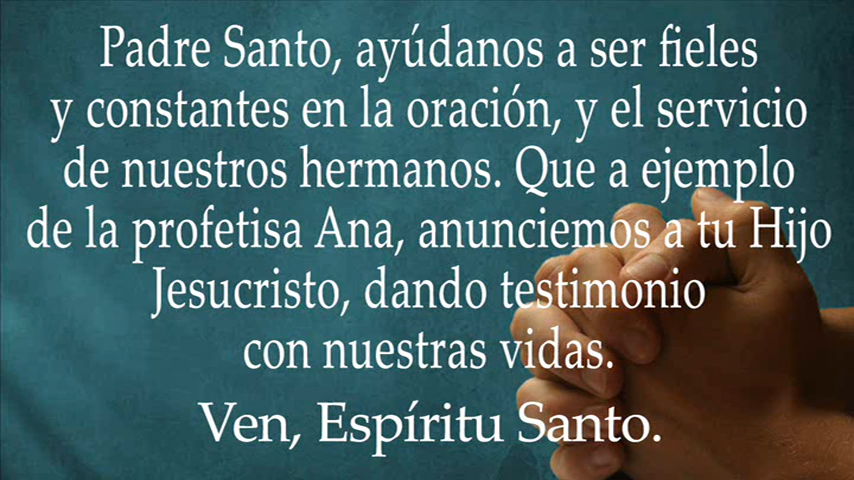 Padre Santo, ayúdanos a ser fieles
y constantes en la oración, y el servicio
de nuestros hermanos. Que a ejemplo
de la profetisa Ana, anunciemos a tu Hijo
Jesucristo, dando testimonio
con nuestras vidas.
Ven, Espíritu Santo.